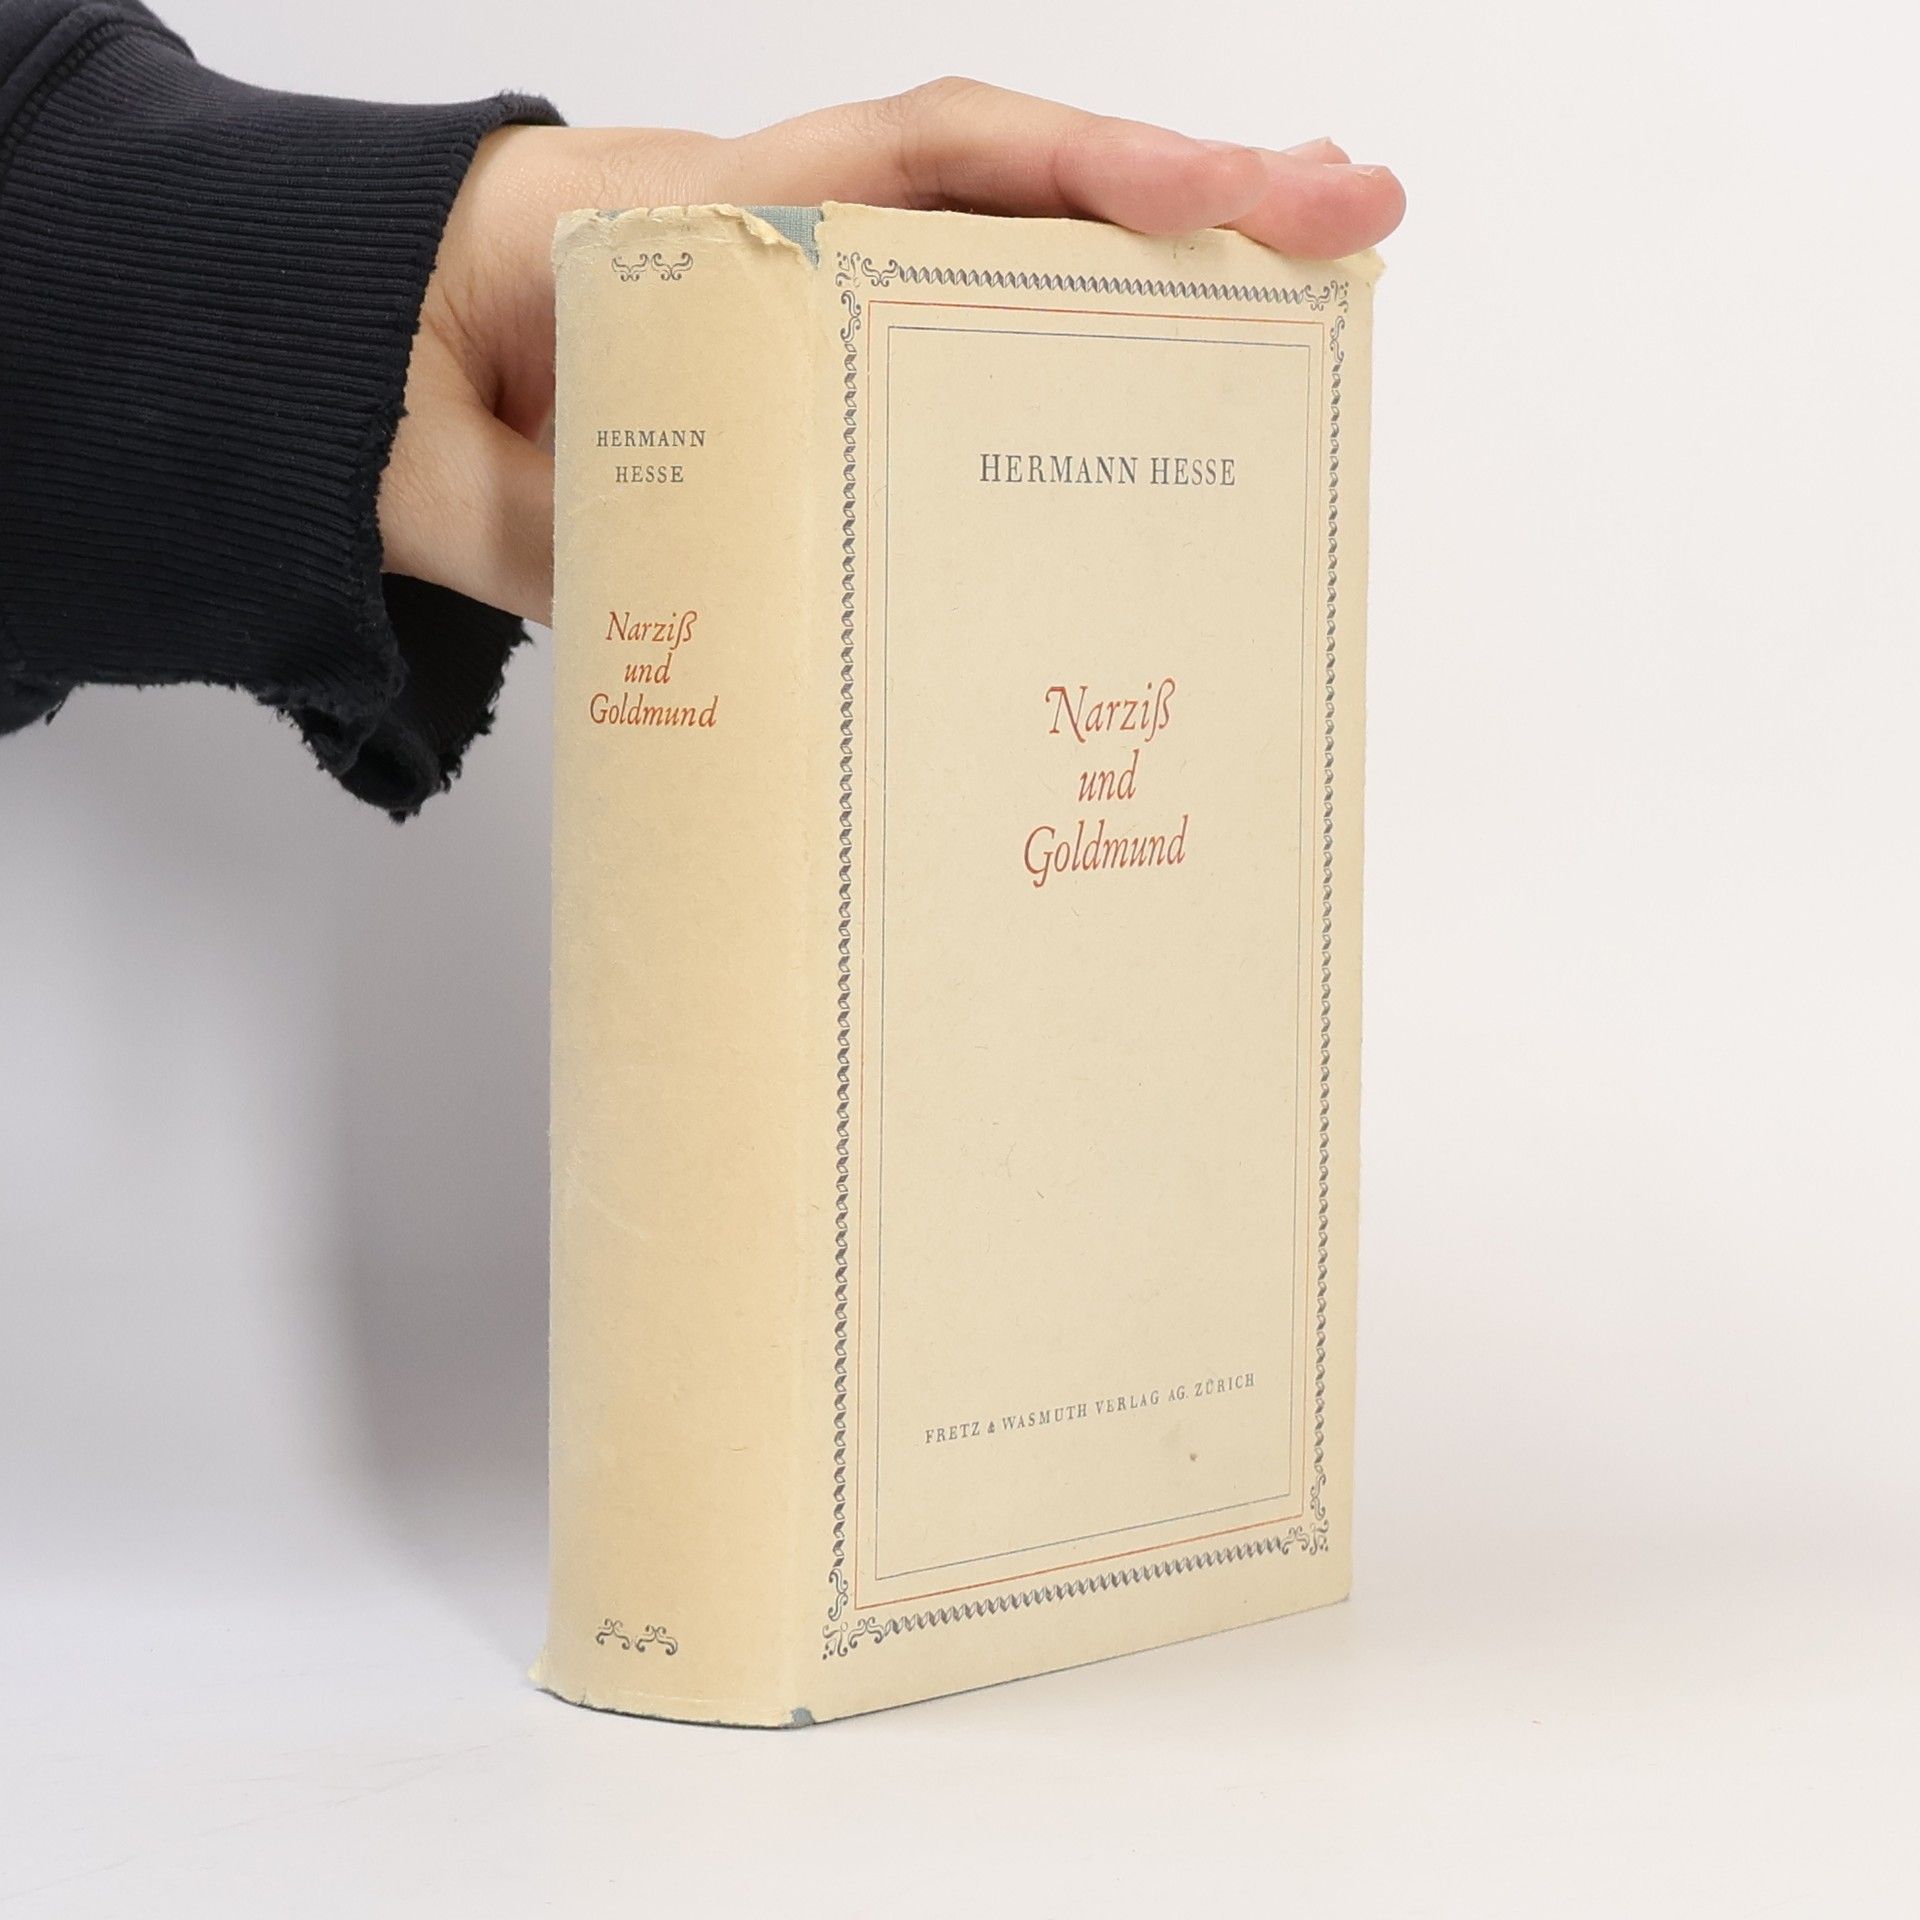 HERMANN
HESSE
Narziß
und
Goldmund
HERMANN HESSE
Narziß
und
Goldmund
FRETZ & WASMUTH VERLAG AG. ZÜRICH